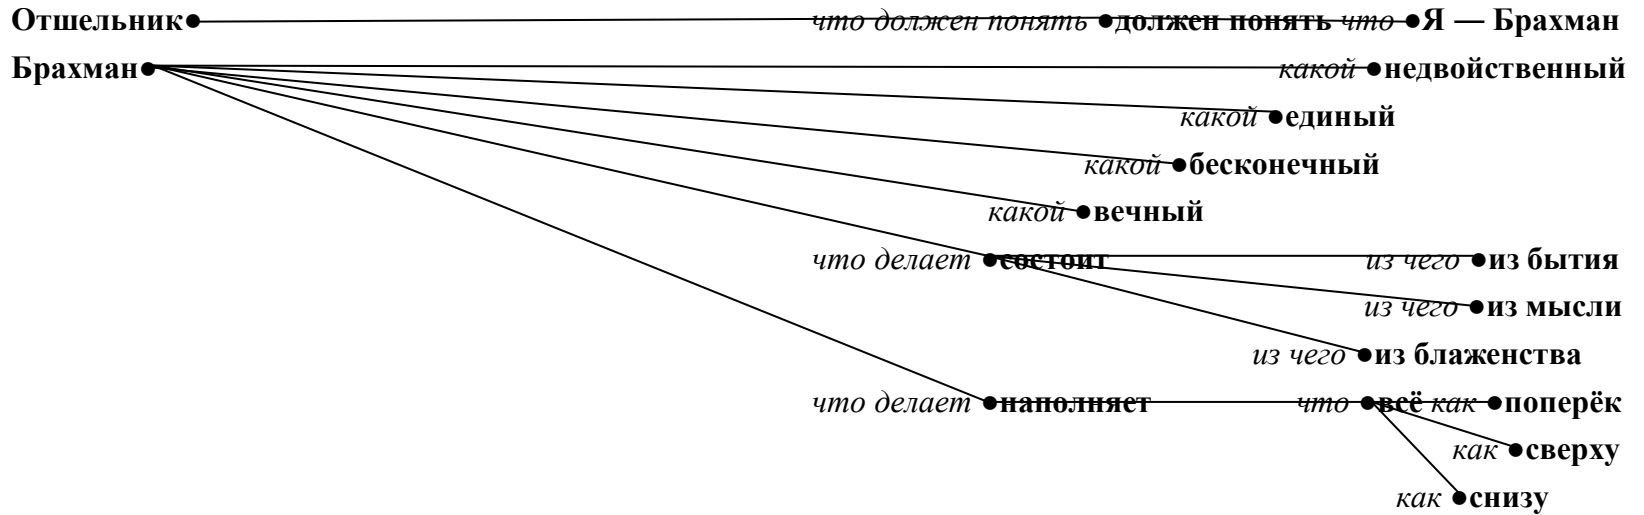 Отшельник что должен понять должен понять что Я — Брахман
Брахман какой недвойственный
какой единый
какой бесконечный
какой вечный
что делает состоит из чего из бытия
из чего из мысли
из чего из блаженства
что делает наполняет что всё как поперёк
как сверху
как снизу